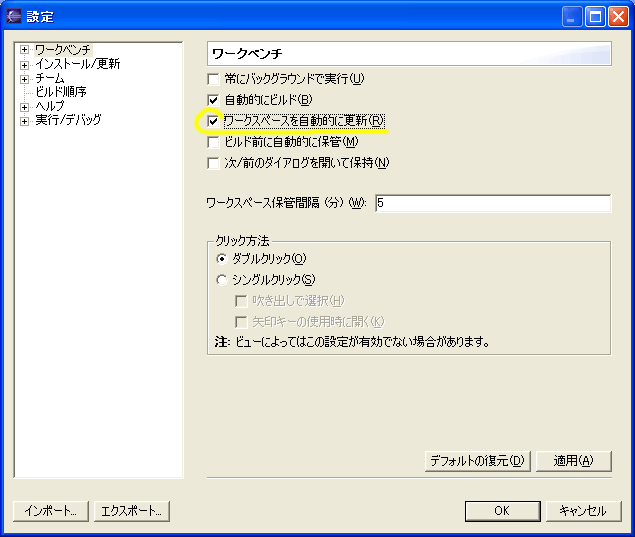 設定
ワークベンチ
インストール/更新
チーム
ビルド順序
ヘルプ
実行/デバッグ
ワークベンチ
常にバックグラウンドで実行(U)
自動的にビルド(B)
ワークスペースを自動的に更新(R)
ビルド前に自動的に保管(M)
次/前のダイアログを開いて保持(N)
ワークスペース保管間隔 (分) (W): 5
クリック方法
ダブルクリック(O)
シングルクリック(S)
吹き出しで選択(H)
矢印キーの使用時に開く(K)
注: ビューによってはこの設定が有効でない場合があります。
デフォルトの復元(D) 適用(A)
インポート... エクスポート... OK キャンセル